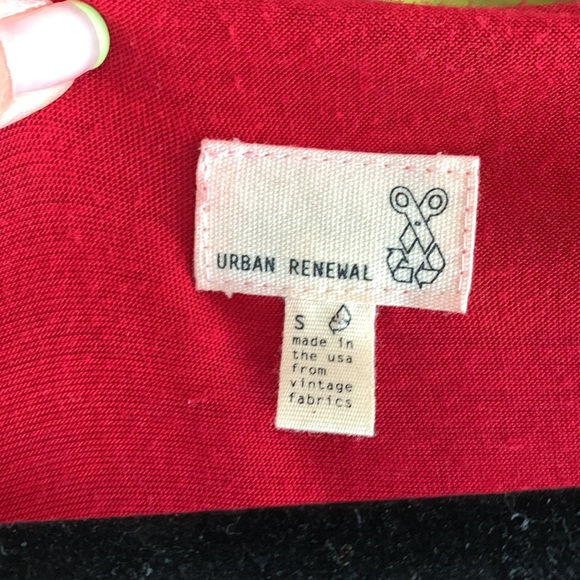 URBAN RENEWAL
S
made in
the usa
from
vintage
fabrics